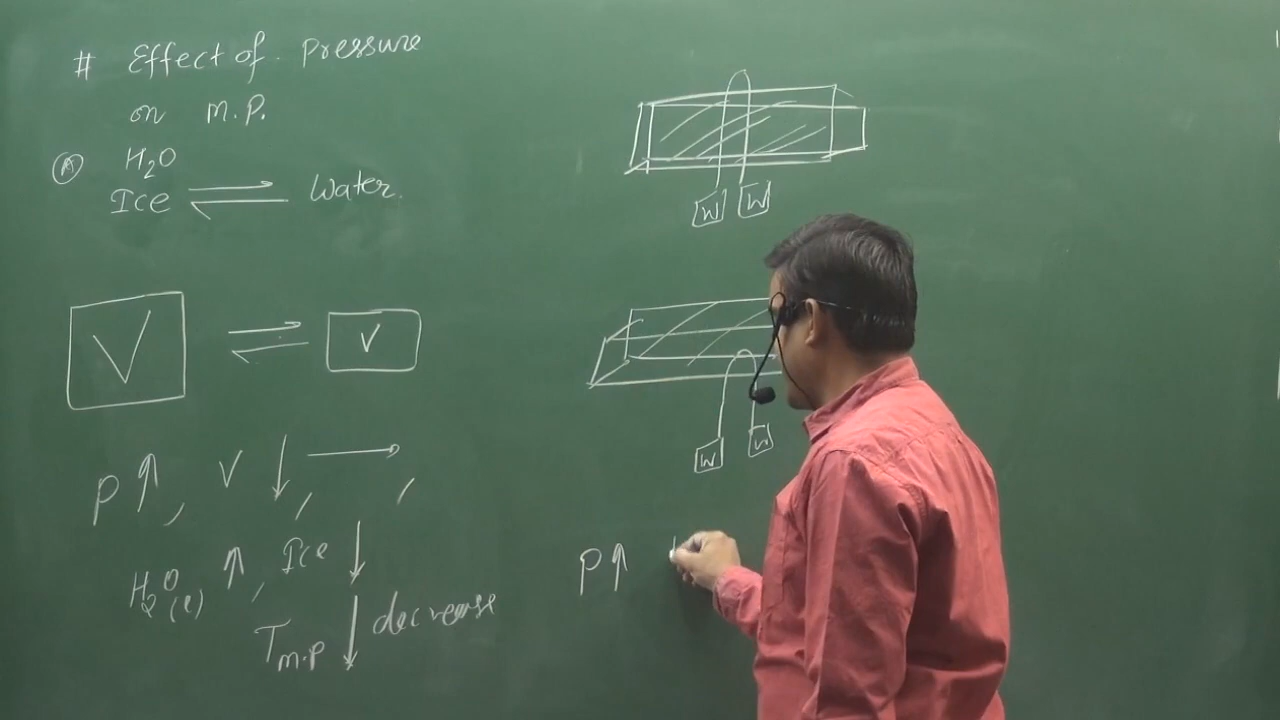 # Effect of. Pressure
on M.P.
Ⓐ H₂O
Ice ⇌ Water.
V ⇌ V
P ↑, V ↓, →,
H₂O(l) ↑, Ice ↓
T m.p ↓ decrease
W W
W W
P↑